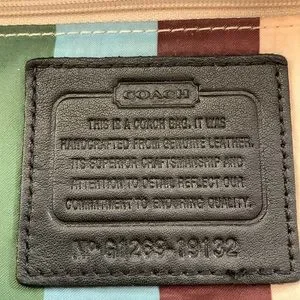 COACH
THIS IS A COACH BAG. IT WAS
HANDCRAFTED FROM GENUINE LEATHER.
ITS SUPERIOR CRAFTSMANSHIP AND
ATTENTION TO DETAIL REFLECT OUR
COMMITMENT TO ENDURING QUALITY.
Nº G1269-19132